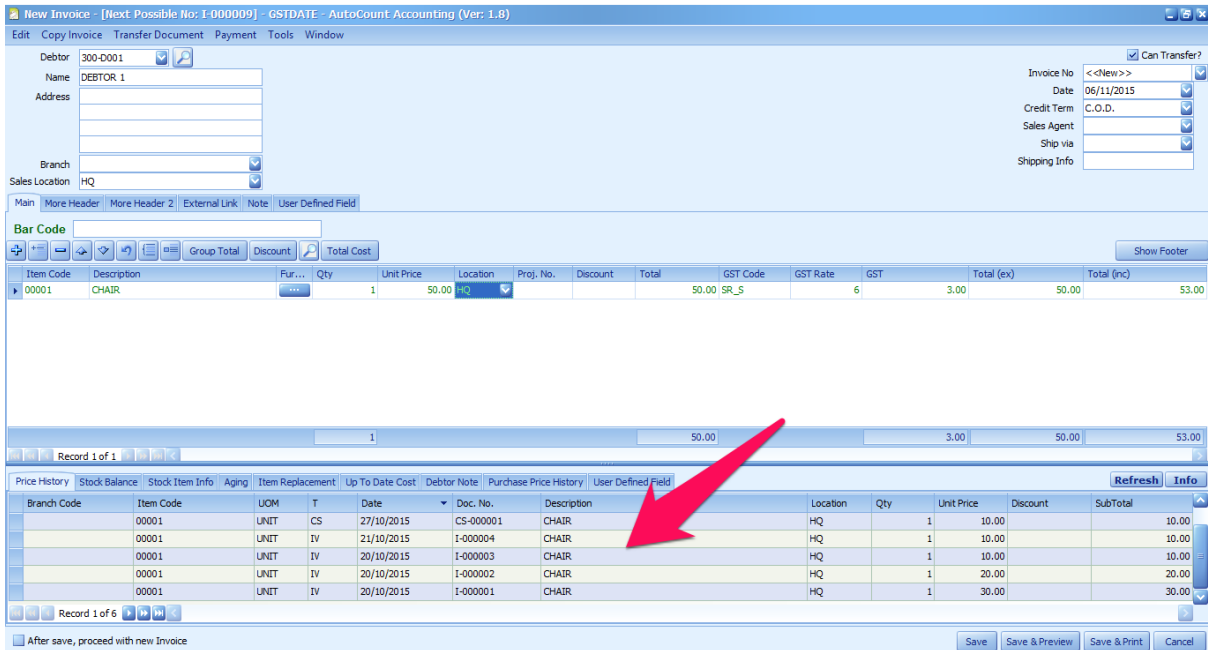 New Invoice - [Next Possible No: I-000009] - GSTDATE - AutoCount Accounting (Ver: 1.8)
Edit Copy Invoice Transfer Document Payment Tools Window
Debtor 300-D001
Can Transfer?
Name DEBTOR 1
Invoice No <<New>>
Address
Date 06/11/2015
Credit Term C.O.D.
Sales Agent
Ship via
Branch
Shipping Info
Sales Location HQ
Main More Header More Header 2 External Link Note User Defined Field
Bar Code
Group Total Discount Total Cost Show Footer
Item Code Description Fur... Qty Unit Price Location Proj. No. Discount Total GST Code GST Rate GST Total (ex) Total (inc)
00001 CHAIR ... 1 50.00 HQ 50.00 SR_S 6 3.00 50.00 53.00
1 50.00 3.00 50.00 53.00
Record 1 of 1
Price History Stock Balance Stock Item Info Aging Item Replacement Up To Date Cost Debtor Note Purchase Price History User Defined Field Refresh Info
Branch Code Item Code UOM T Date Doc. No. Description Location Qty Unit Price Discount SubTotal
00001 UNIT CS 27/10/2015 CS-000001 CHAIR HQ 1 10.00 10.00
00001 UNIT IV 21/10/2015 I-000004 CHAIR HQ 1 10.00 10.00
00001 UNIT IV 20/10/2015 I-000003 CHAIR HQ 1 10.00 10.00
00001 UNIT IV 20/10/2015 I-000002 CHAIR HQ 1 20.00 20.00
00001 UNIT IV 20/10/2015 I-000001 CHAIR HQ 1 30.00 30.00
Record 1 of 6
After save, proceed with new Invoice
Save Save & Preview Save & Print Cancel